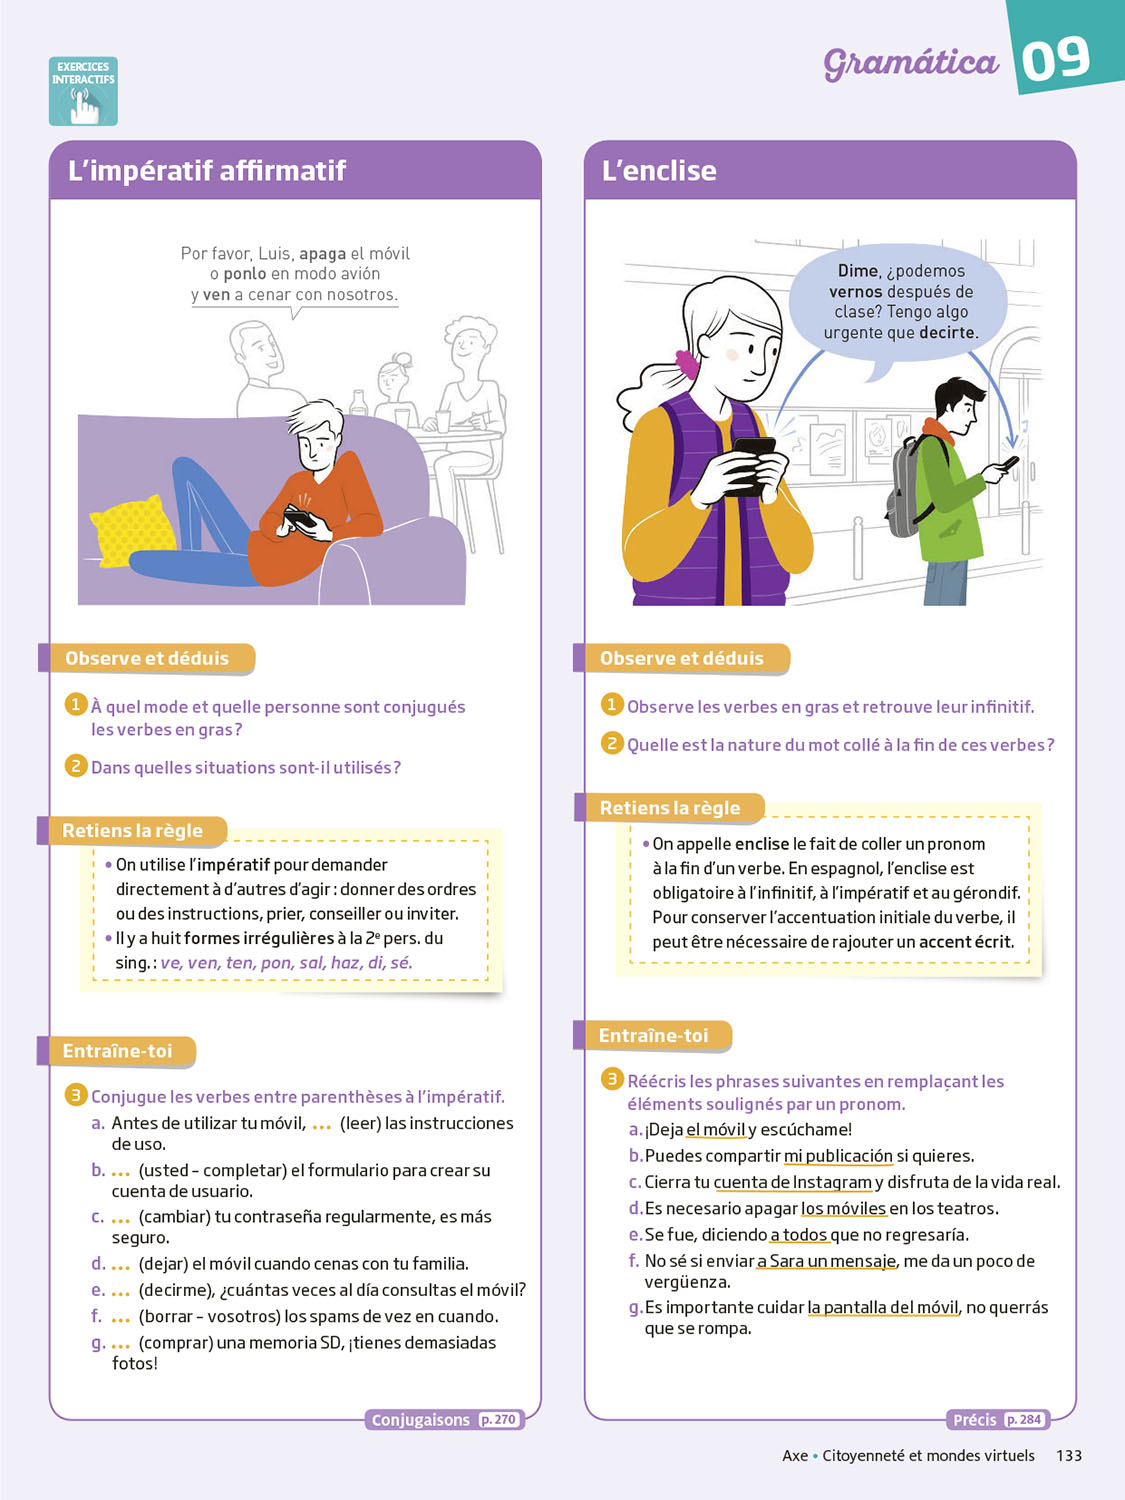 EXERCICES
INTERACTIFS
Gramática
09
L'impératif affirmatif
Por favor, Luis, apaga el móvil
o ponlo en modo avión
y ven a cenar con nosotros.
Observe et déduis
1 À quel mode et quelle personne sont conjugués
les verbes en gras ?
2 Dans quelles situations sont-il utilisés ?
Retiens la règle
• On utilise l'impératif pour demander
directement à d'autres d'agir : donner des ordres
ou des instructions, prier, conseiller ou inviter.
• Il y a huit formes irrégulières à la 2e pers. du
sing. : ve, ven, ten, pon, sal, haz, di, sé.
Entraîne-toi
3 Conjugue les verbes entre parenthèses à l'impératif.
a. Antes de utilizar tu móvil, ... (leer) las instrucciones
de uso.
b. ... (usted – completar) el formulario para crear su
cuenta de usuario.
c. ... (cambiar) tu contraseña regularmente, es más
seguro.
d. ... (dejar) el móvil cuando cenas con tu familia.
e. ... (decirme), ¿cuántas veces al día consultas el móvil?
f. ... (borrar – vosotros) los spams de vez en cuando.
g. ... (comprar) una memoria SD, ¡tienes demasiadas
fotos!
Conjugaisons p. 270
L'enclise
Dime, ¿podemos
vernos después de
clase? Tengo algo
urgente que decirte.
Observe et déduis
1 Observe les verbes en gras et retrouve leur infinitif.
2 Quelle est la nature du mot collé à la fin de ces verbes ?
Retiens la règle
• On appelle enclise le fait de coller un pronom
à la fin d'un verbe. En espagnol, l'enclise est
obligatoire à l'infinitif, à l'impératif et au gérondif.
Pour conserver l'accentuation initiale du verbe, il
peut être nécessaire de rajouter un accent écrit.
Entraîne-toi
3 Réécris les phrases suivantes en remplaçant les
éléments soulignés par un pronom.
a. ¡Deja el móvil y escúchame!
b. Puedes compartir mi publicación si quieres.
c. Cierra tu cuenta de Instagram y disfruta de la vida real.
d. Es necesario apagar los móviles en los teatros.
e. Se fue, diciendo a todos que no regresaría.
f. No sé si enviar a Sara un mensaje, me da un poco de
vergüenza.
g. Es importante cuidar la pantalla del móvil, no querrás
que se rompa.
Précis p. 284
Axe • Citoyenneté et mondes virtuels 133